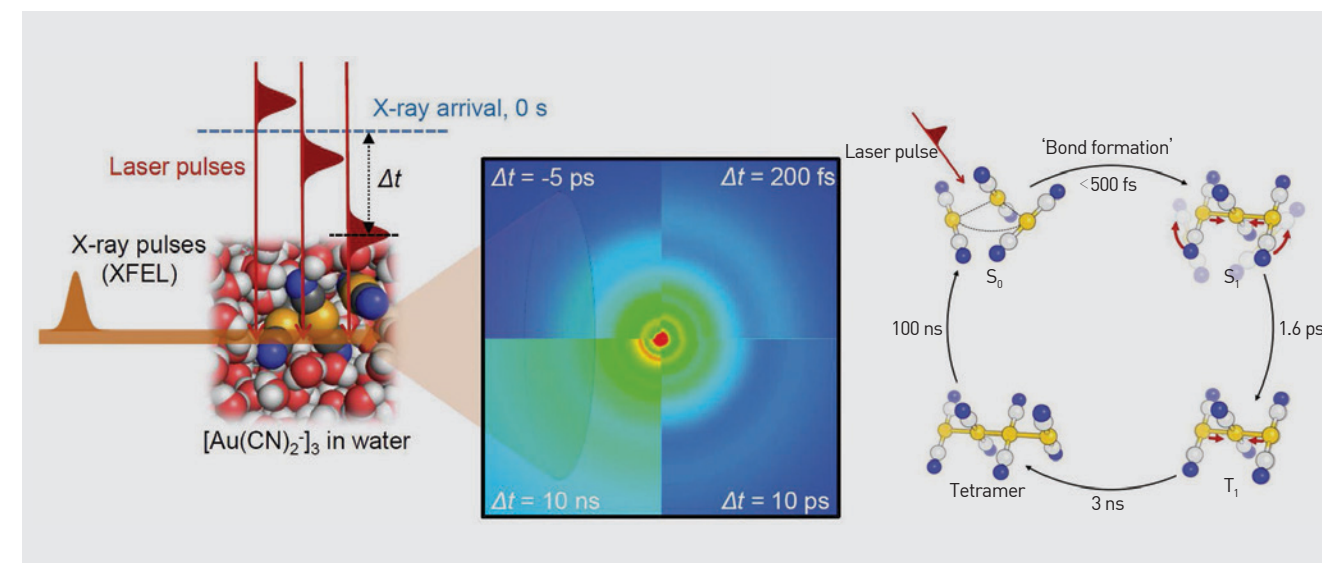 X-ray arrival, 0 s
Laser pulses
Δt
X-ray pulses
(XFEL)
[Au(CN)₂⁻]₃ in water
Δt = -5 ps
Δt = 200 fs
Δt = 10 ns
Δt = 10 ps
Laser pulse
'Bond formation'
<500 fs
S₀
S₁
100 ns
1.6 ps
Tetramer
T₁
3 ns